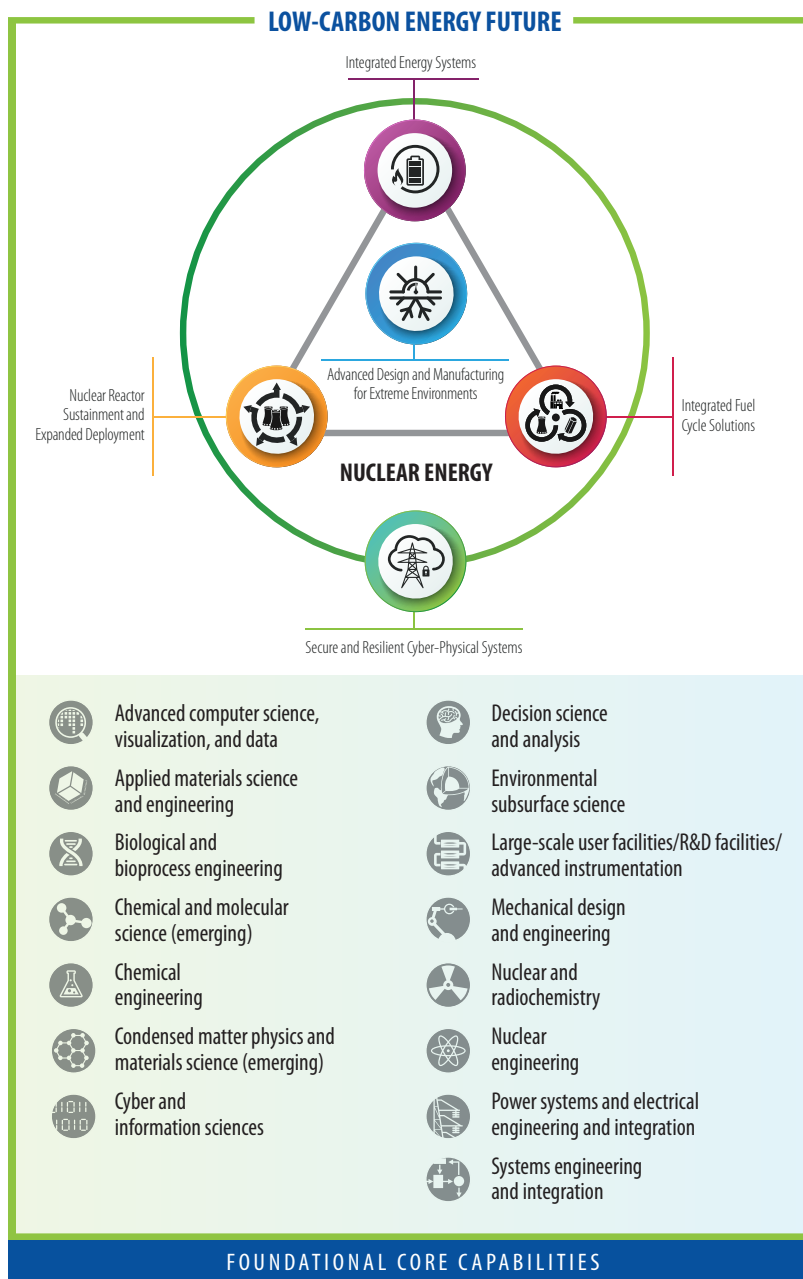 LOW-CARBON ENERGY FUTURE
Integrated Energy Systems
Advanced Design and Manufacturing
for Extreme Environments
Nuclear Reactor
Sustainment and
Expanded Deployment
Integrated Fuel
Cycle Solutions
NUCLEAR ENERGY
Secure and Resilient Cyber-Physical Systems
Advanced computer science,
visualization, and data
Applied materials science
and engineering
Biological and
bioprocess engineering
Chemical and molecular
science (emerging)
Chemical
engineering
Condensed matter physics and
materials science (emerging)
01011
1010
Cyber and
information sciences
Decision science
and analysis
Environmental
subsurface science
Large-scale user facilities/R&D facilities/
advanced instrumentation
Mechanical design
and engineering
Nuclear and
radiochemistry
Nuclear
engineering
Power systems and electrical
engineering and integration
Systems engineering
and integration
FOUNDATIONAL CORE CAPABILITIES